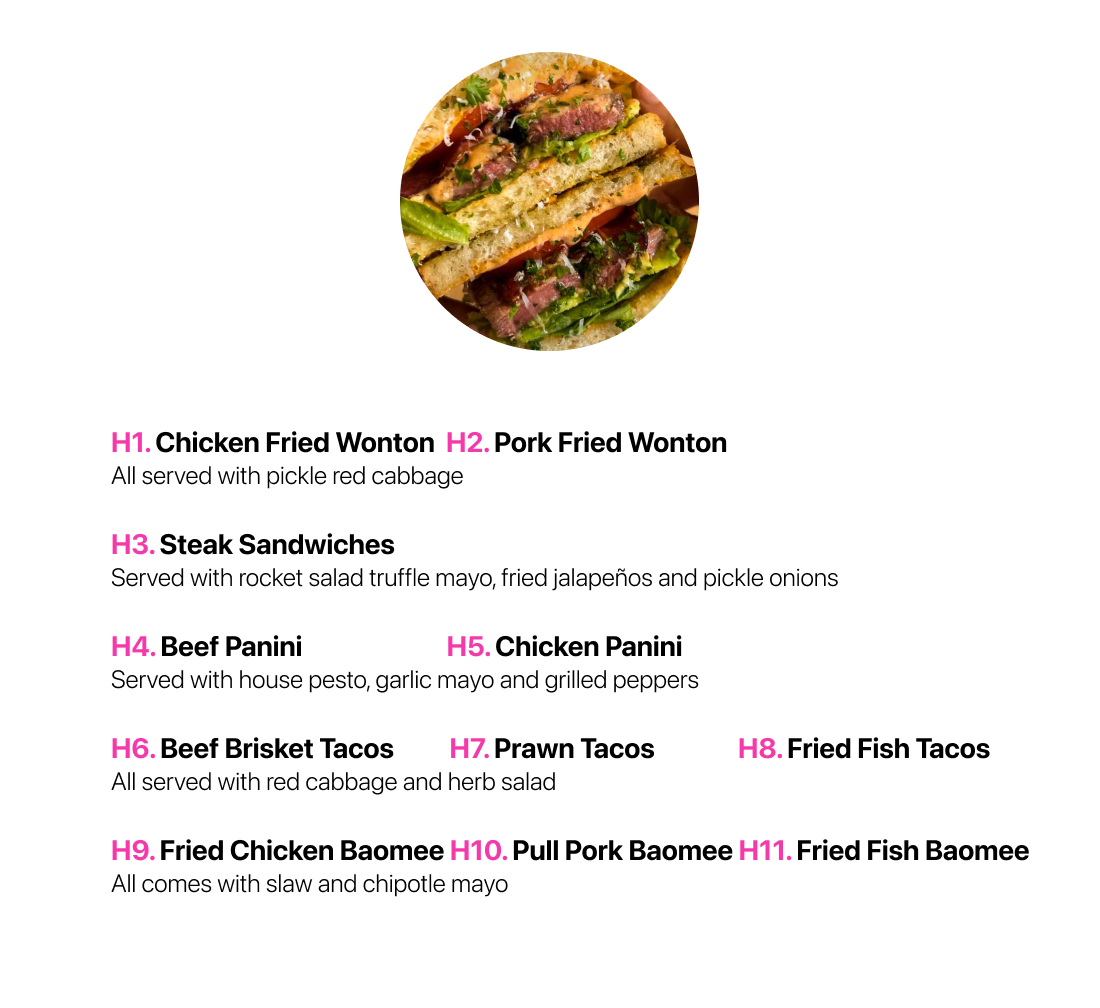 H1. Chicken Fried Wonton H2. Pork Fried Wonton
All served with pickle red cabbage
H3. Steak Sandwiches
Served with rocket salad truffle mayo, fried jalapeños and pickle onions
H4. Beef Panini H5. Chicken Panini
Served with house pesto, garlic mayo and grilled peppers
H6. Beef Brisket Tacos H7. Prawn Tacos H8. Fried Fish Tacos
All served with red cabbage and herb salad
H9. Fried Chicken Baomee H10. Pull Pork Baomee H11. Fried Fish Baomee
All comes with slaw and chipotle mayo